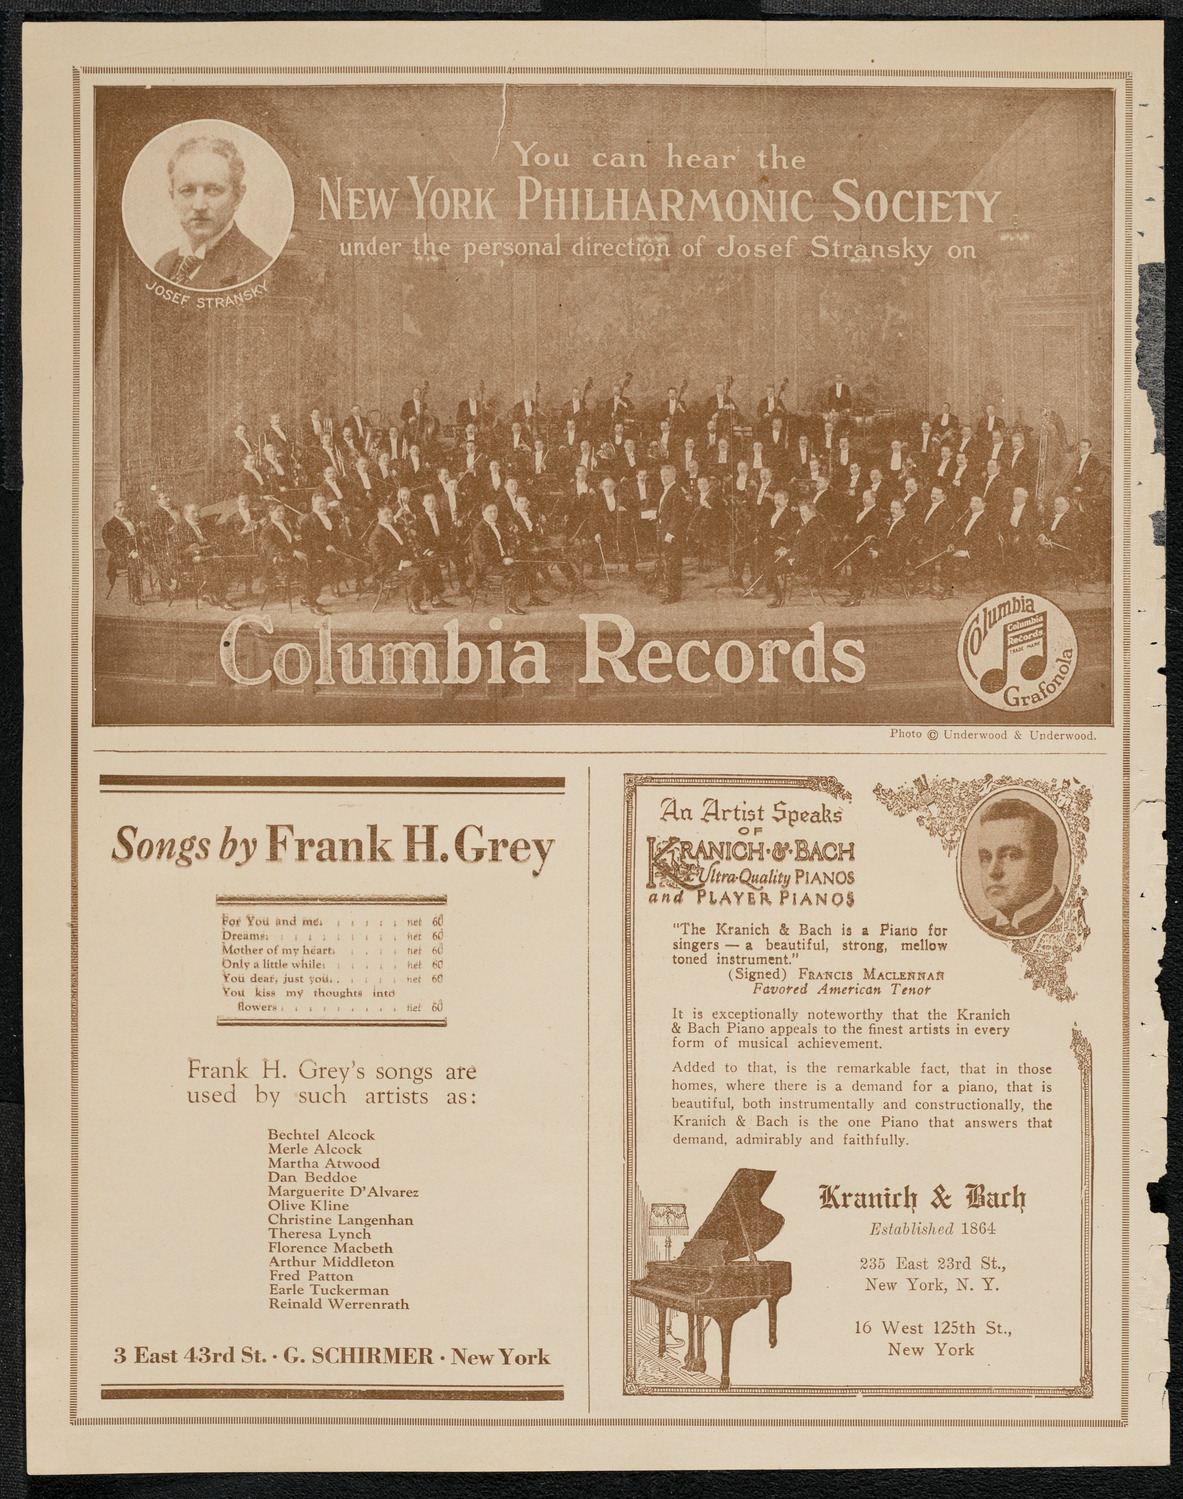 You can hear the
NEW YORK PHILHARMONIC SOCIETY
under the personal direction of Josef Stransky on
JOSEF STRANSKY
Columbia Records
Columbia
Columbia
Records
TRADE MARK
Grafonola
Photo © Underwood & Underwood.
Songs by Frank H. Grey
For You and me. . . . . . net 60
Dreams. . . . . . . . . . net 60
Mother of my heart. . . . . net 60
Only a little while. . . . . . net 60
You dear, just you. . . . . . net 60
You kiss my thoughts into
flowers . . . . . . . . net 60
Frank H. Grey's songs are
used by such artists as:
Bechtel Alcock
Merle Alcock
Martha Atwood
Dan Beddoe
Marguerite D'Alvarez
Olive Kline
Christine Langenhan
Theresa Lynch
Florence Macbeth
Arthur Middleton
Fred Patton
Earle Tuckerman
Reinald Werrenrath
3 East 43rd St. · G. SCHIRMER · New York
An Artist Speaks
OF
KRANICH·&·BACH
Ultra-Quality PIANOS
and PLAYER PIANOS
"The Kranich & Bach is a Piano for
singers — a beautiful, strong, mellow
toned instrument."
(Signed) FRANCIS MACLENNAN
Favored American Tenor
It is exceptionally noteworthy that the Kranich
& Bach Piano appeals to the finest artists in every
form of musical achievement.
Added to that, is the remarkable fact, that in those
homes, where there is a demand for a piano, that is
beautiful, both instrumentally and constructionally, the
Kranich & Bach is the one Piano that answers that
demand, admirably and faithfully.
Kranich & Bach
Established 1864
235 East 23rd St.,
New York, N. Y.
16 West 125th St.,
New York